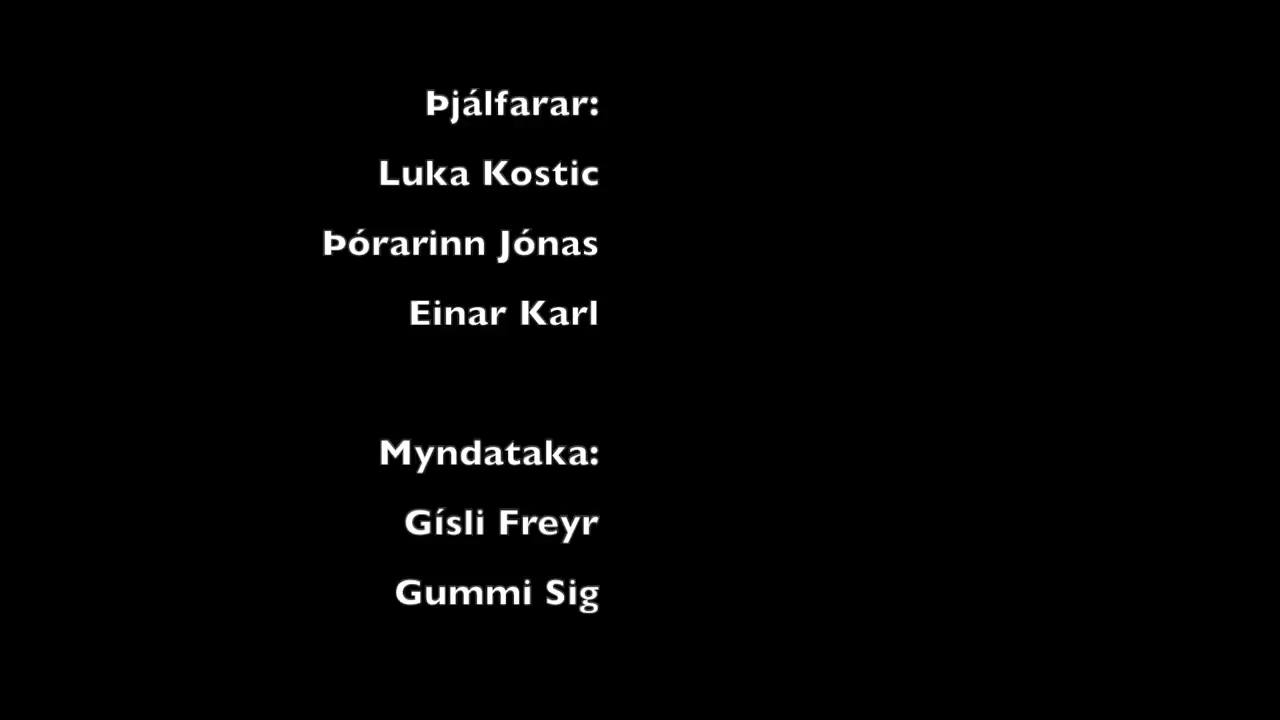 Þjálfarar:
Luka Kostic
Þórarinn Jónas
Einar Karl
Myndataka:
Gísli Freyr
Gummi Sig